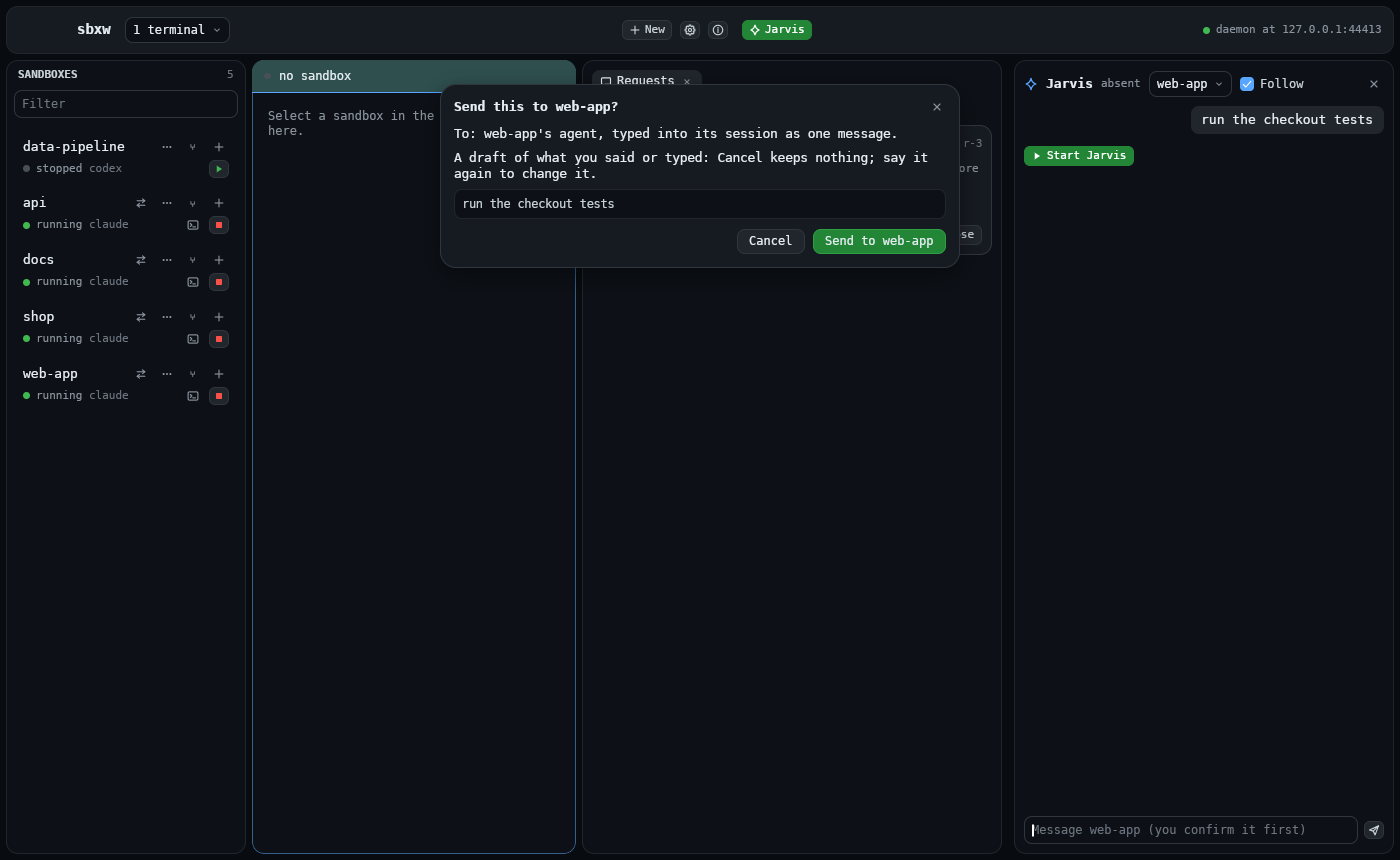 sbxw
1 terminal
New
Jarvis
daemon at 127.0.0.1:44413
SANDBOXES 5
Filter
data-pipeline
stopped codex
api
running claude
docs
running claude
shop
running claude
web-app
running claude
no sandbox
Select a sandbox in the
here.
Requests ×
r-3
ore
se
Send this to web-app?
To: web-app's agent, typed into its session as one message.
A draft of what you said or typed: Cancel keeps nothing; say it
again to change it.
run the checkout tests
Cancel
Send to web-app
Jarvis absent web-app Follow
run the checkout tests
Start Jarvis
Message web-app (you confirm it first)